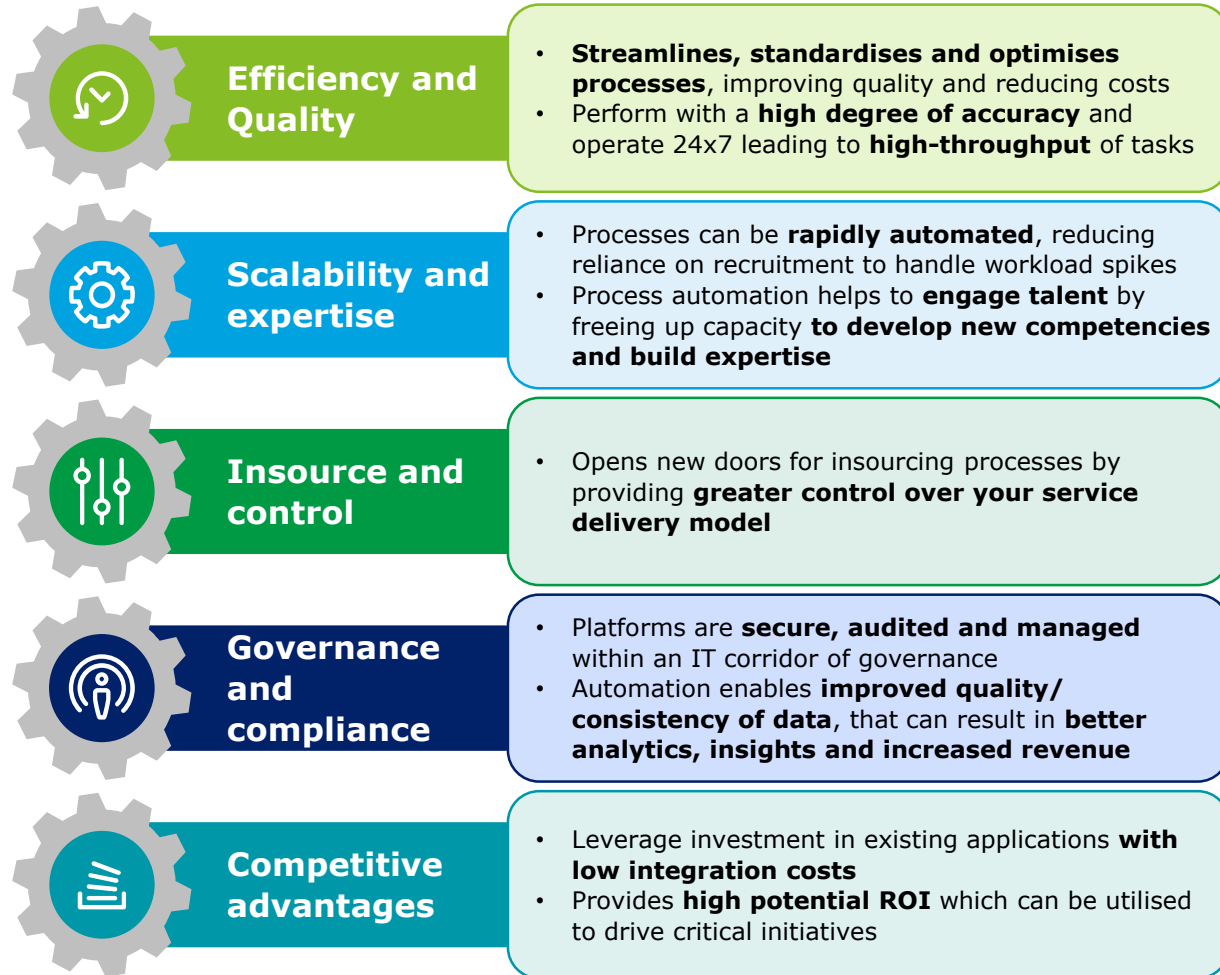 Efficiency and
Quality
• Streamlines, standardises and optimises
processes, improving quality and reducing costs
• Perform with a high degree of accuracy and
operate 24x7 leading to high-throughput of tasks
Scalability and
expertise
• Processes can be rapidly automated, reducing
reliance on recruitment to handle workload spikes
• Process automation helps to engage talent by
freeing up capacity to develop new competencies
and build expertise
Insource and
control
• Opens new doors for insourcing processes by
providing greater control over your service
delivery model
Governance
and
compliance
• Platforms are secure, audited and managed
within an IT corridor of governance
• Automation enables improved quality/
consistency of data, that can result in better
analytics, insights and increased revenue
Competitive
advantages
• Leverage investment in existing applications with
low integration costs
• Provides high potential ROI which can be utilised
to drive critical initiatives